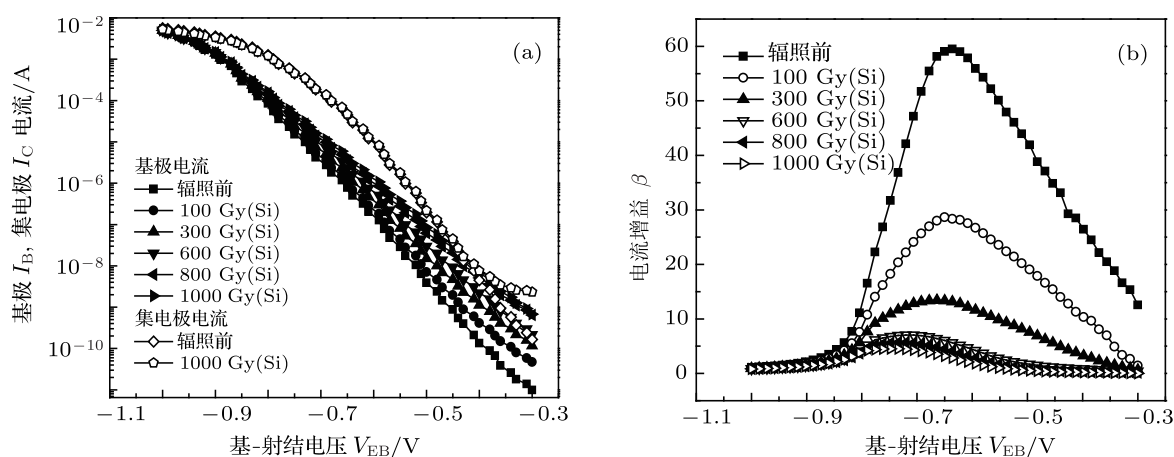 (a)
10−2
10−4
10−6
10−8
10−10
基极 IB, 集电极 IC 电流/A
基极电流
辐照前
100 Gy(Si)
300 Gy(Si)
600 Gy(Si)
800 Gy(Si)
1000 Gy(Si)
集电极电流
辐照前
1000 Gy(Si)
−1.1 −0.9 −0.7 −0.5 −0.3
基-射结电压 VEB/V
(b)
60
50
40
30
20
10
0
电流增益 β
辐照前
100 Gy(Si)
300 Gy(Si)
600 Gy(Si)
800 Gy(Si)
1000 Gy(Si)
−1.1 −0.9 −0.7 −0.5 −0.3
基-射结电压 VEB/V